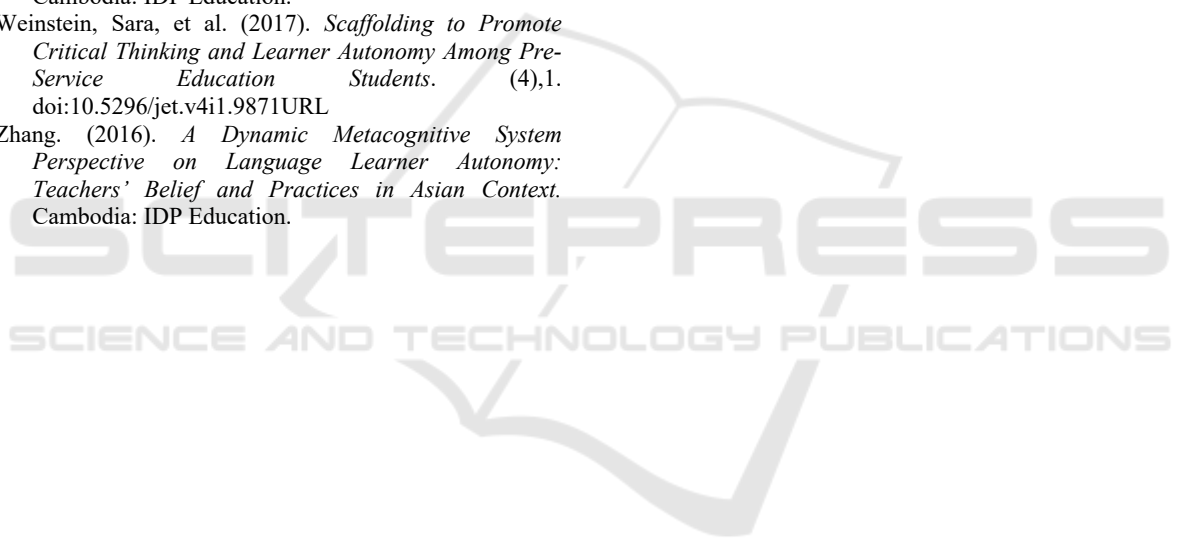 Cambodia: IDP Education.
Weinstein, Sara, et al. (2017). Scaffolding to Promote
Critical Thinking and Learner Autonomy Among Pre-
Service Education Students. (4),1.
doi:10.5296/jet.v4i1.9871URL
Zhang. (2016). A Dynamic Metacognitive System
Perspective on Language Learner Autonomy:
Teachers’ Belief and Practices in Asian Context.
Cambodia: IDP Education.
SCITEPRESS
SCIENCE AND TECHNOLOGY PUBLICATIONS